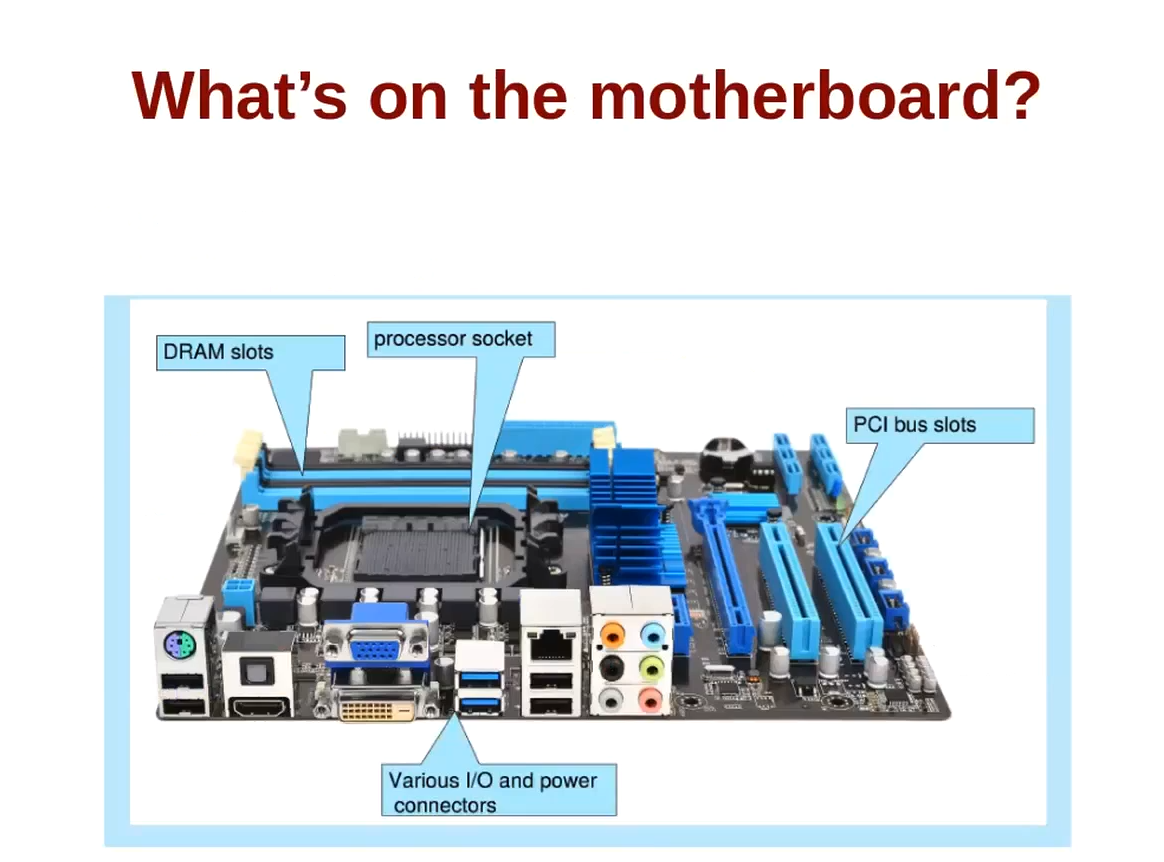 What’s on the motherboard?
processor socket
DRAM slots
PCI bus slots
Various I/O and power
connectors